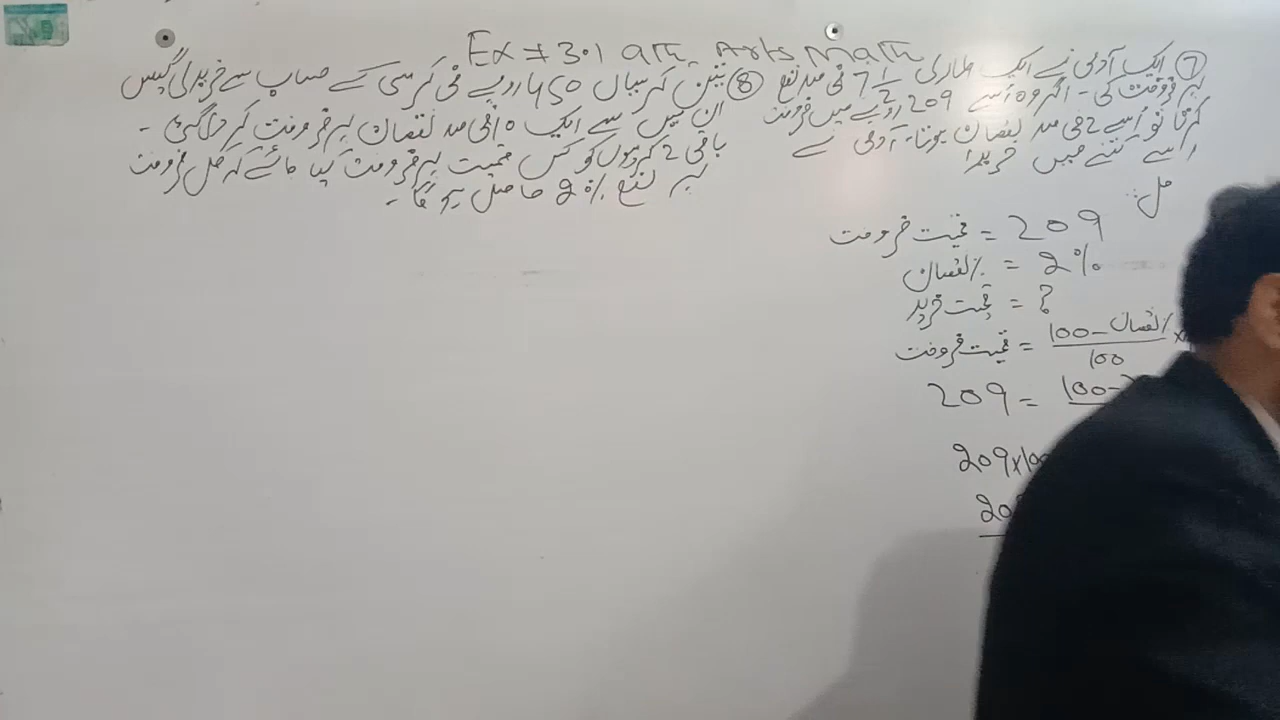 Ex # 3.1 9th Arts Math
⑦ ایک آدمی نے ایک الماری 7 1/2 فی صد نفع
پر فروخت کی۔ اگر وہ اُسے 209 روپے میں فروخت
کرتا تو اُسے 2 فی صد نقصان ہوتا۔ آدمی نے
اسے کتنے میں خریدا
حل:
قیمت فروخت = 209
%نقصان = 2%
قیمت خرید = ?
قیمت فروخت = 100 - %نقصان / 100 ×
209 = 100 -
209 × 100
⑧ تین کرسیاں 450 روپے فی کرسی کے حساب سے خریدی گئیں
ان میں سے ایک 10 فی صد نقصان پر فروخت کر دی گئی۔
باقی 2 کرسیوں کو کس قیمت پر فروخت کیا جائے کہ کل فروخت
پر نفع 20% حاصل ہو گا۔